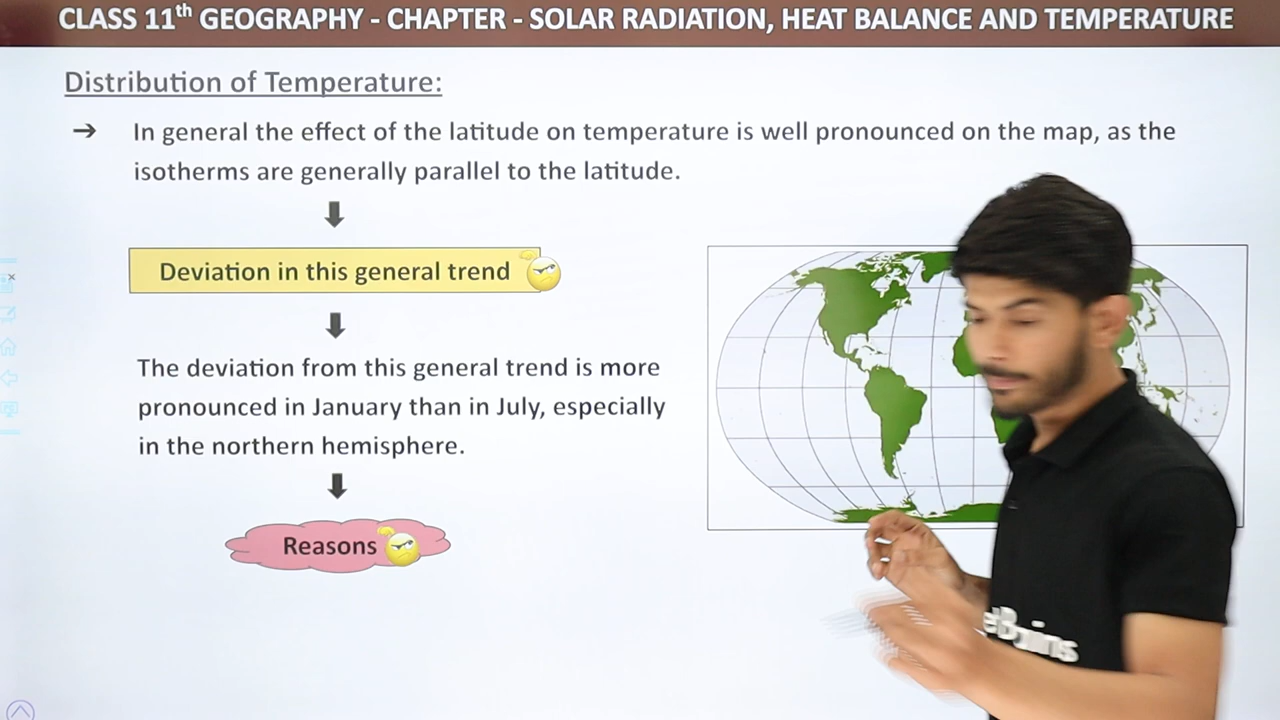 CLASS 11th GEOGRAPHY - CHAPTER - SOLAR RADIATION, HEAT BALANCE AND TEMPERATURE
Distribution of Temperature:
➔ In general the effect of the latitude on temperature is well pronounced on the map, as the
isotherms are generally parallel to the latitude.
Deviation in this general trend
The deviation from this general trend is more
pronounced in January than in July, especially
in the northern hemisphere.
Reasons